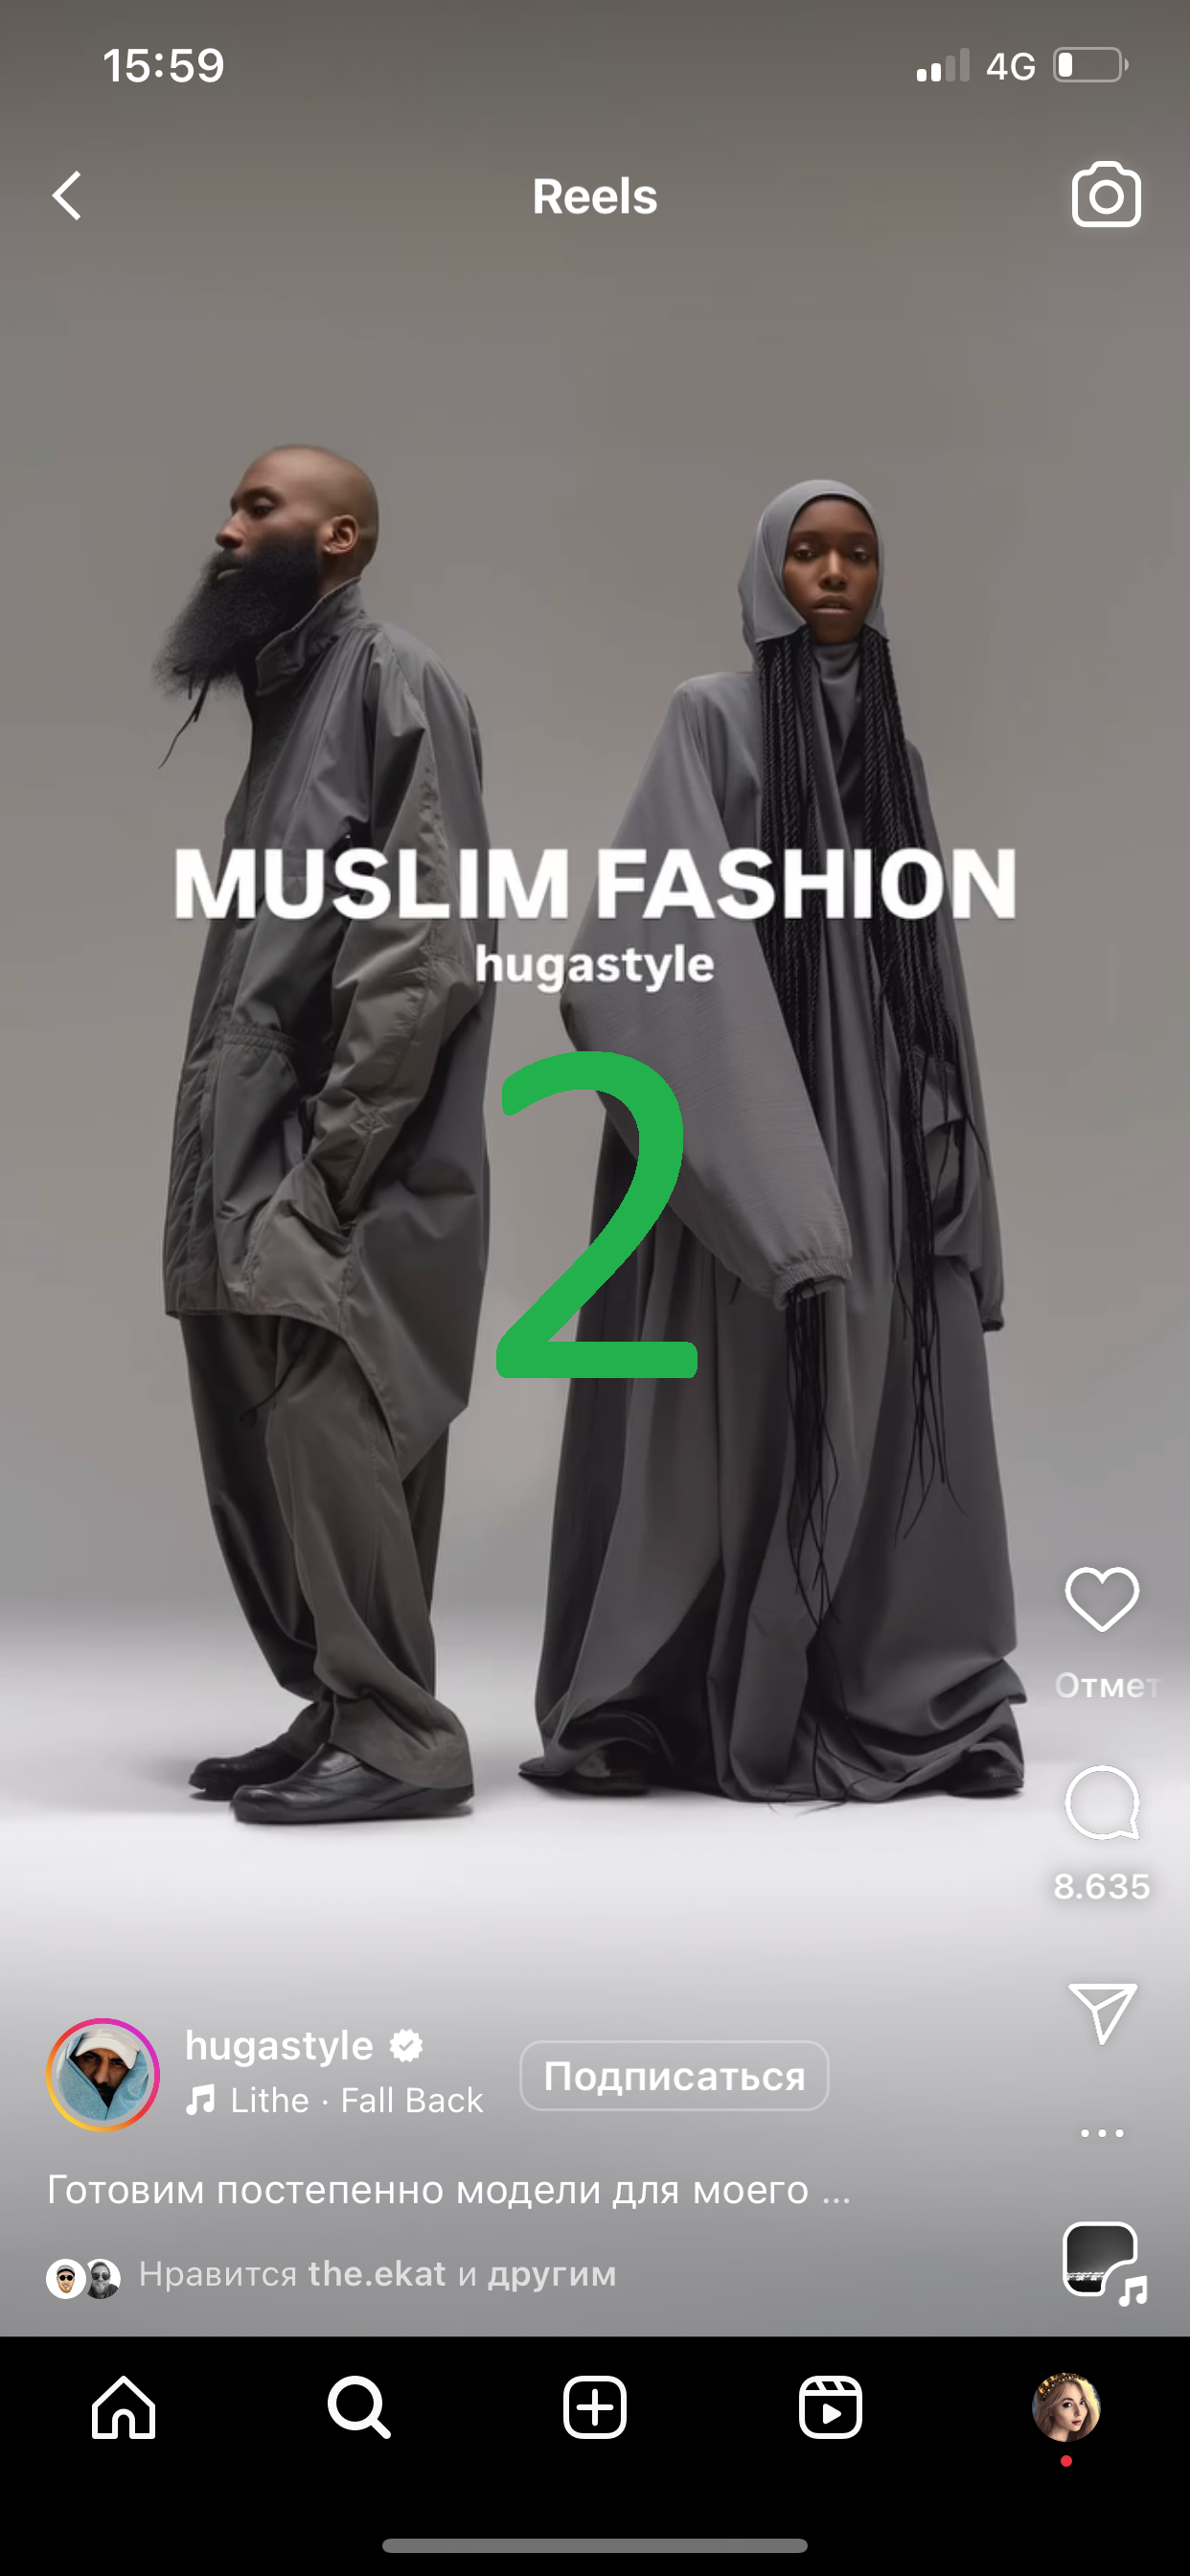 15:59 4G
Reels
MUSLIM FASHION
hugastyle
2
Отмет
8.635
hugastyle
Lithe · Fall Back
Подписаться
Готовим постепенно модели для моего ...
Нравится the.ekat и другим